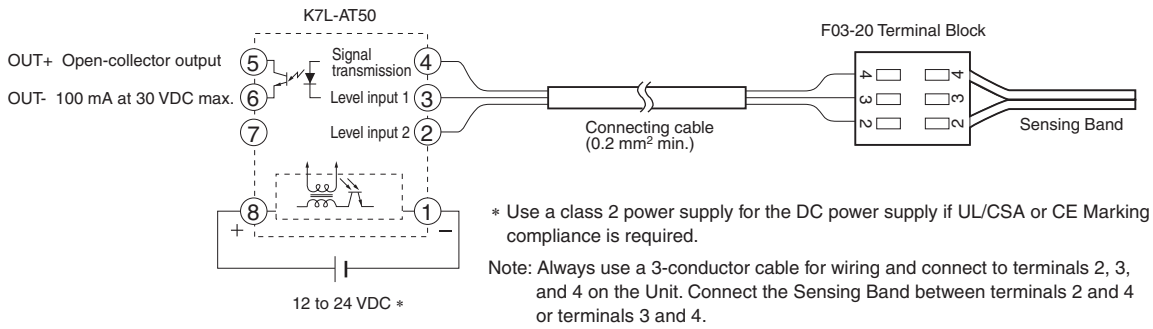 K7L-AT50
F03-20 Terminal Block
OUT+ Open-collector output
5
Signal
transmission
4
OUT- 100 mA at 30 VDC max.
6
Level input 1
3
7
Level input 2
2
4
3
2
4
3
2
Connecting cable
(0.2 mm² min.)
Sensing Band
8
1
+
−
12 to 24 VDC *
* Use a class 2 power supply for the DC power supply if UL/CSA or CE Marking
compliance is required.
Note: Always use a 3-conductor cable for wiring and connect to terminals 2, 3,
and 4 on the Unit. Connect the Sensing Band between terminals 2 and 4
or terminals 3 and 4.